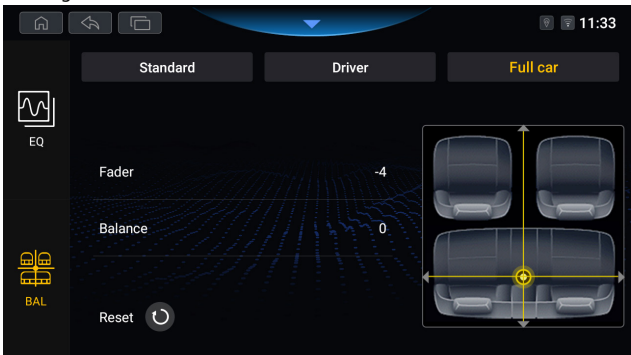 11:33
Standard
Driver
Full car
EQ
Fader -4
Balance 0
BAL
Reset